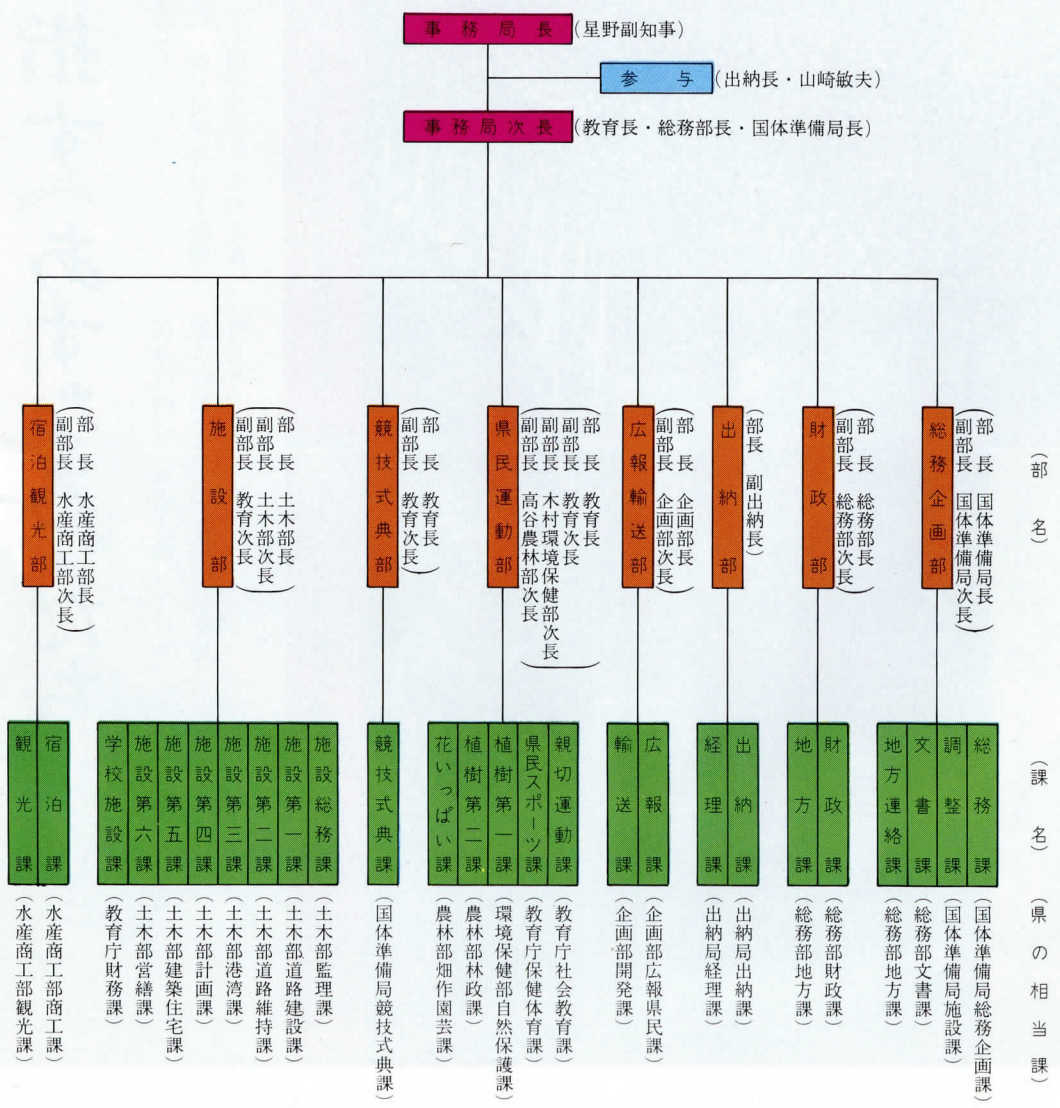 事務局長(星野副知事)
参与(出納長・山崎敏夫)
事務局次長(教育長・総務部長・国体準備局長)
(部名)
総務企画部
(部長 国体準備局長
副部長 国体準備局次長)
財政部
(部長 総務部長
副部長 総務部次長)
出納部
(部長 副出納長)
広報輸送部
(部長 企画部長
副部長 企画部次長)
県民運動部
(部長 教育長
副部長 教育次長
副部長 木村環境保健部次長
副部長 高谷農林部次長)
競技式典部
(部長 教育長
副部長 教育次長)
施設部
(部長 土木部長
副部長 土木部次長
副部長 教育次長)
宿泊観光部
(部長 水産商工部長
副部長 水産商工部次長)
(課名)
総務課
調整課
文書課
地方連絡課
財政課
地方課
出納課
経理課
広報課
輸送課
親切運動課
県民スポーツ課
植樹第一課
植樹第二課
花いっぱい課
競技式典課
施設総務課
施設第一課
施設第二課
施設第三課
施設第四課
施設第五課
施設第六課
学校施設課
宿泊課
観光課
(県の相当課)
(国体準備局総務企画課)
(国体準備局施設課)
(総務部文書課)
(総務部地方課)
(総務部財政課)
(総務部地方課)
(出納局出納課)
(出納局経理課)
(企画部広報県民課)
(企画部開発課)
(教育庁社会教育課)
(教育庁保健体育課)
(環境保健部自然保護課)
(農林部林政課)
(農林部畑作園芸課)
(国体準備局競技式典課)
(土木部監理課)
(土木部道路建設課)
(土木部道路維持課)
(土木部港湾課)
(土木部計画課)
(土木部建築住宅課)
(土木部営繕課)
(教育庁財務課)
(水産商工部商工課)
(水産商工部観光課)